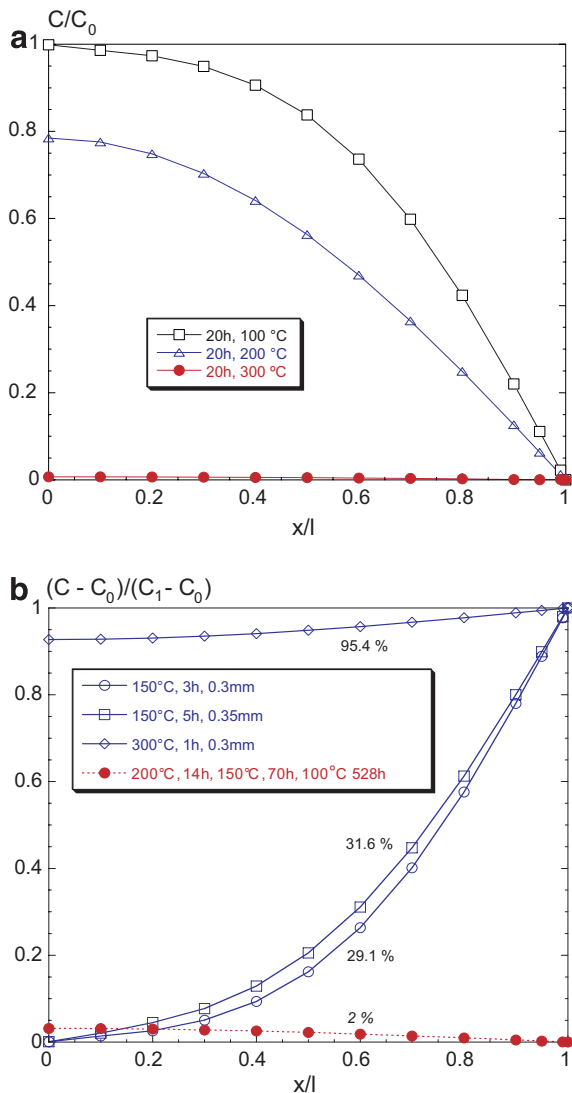 a
C/C0
1
0.8
0.6
0.4
0.2
0
20h, 100 °C
20h, 200 °C
20h, 300 ºC
0 0.2 0.4 0.6 0.8 1
x/l
b
(C - C0)/(C1- C0)
1
0.8
0.6
0.4
0.2
0
95.4 %
150°C, 3h, 0.3mm
150°C, 5h, 0.35mm
300°C, 1h, 0.3mm
200°C, 14h, 150°C, 70h, 100°C 528h
31.6 %
29.1 %
2 %
0 0.2 0.4 0.6 0.8 1
x/l